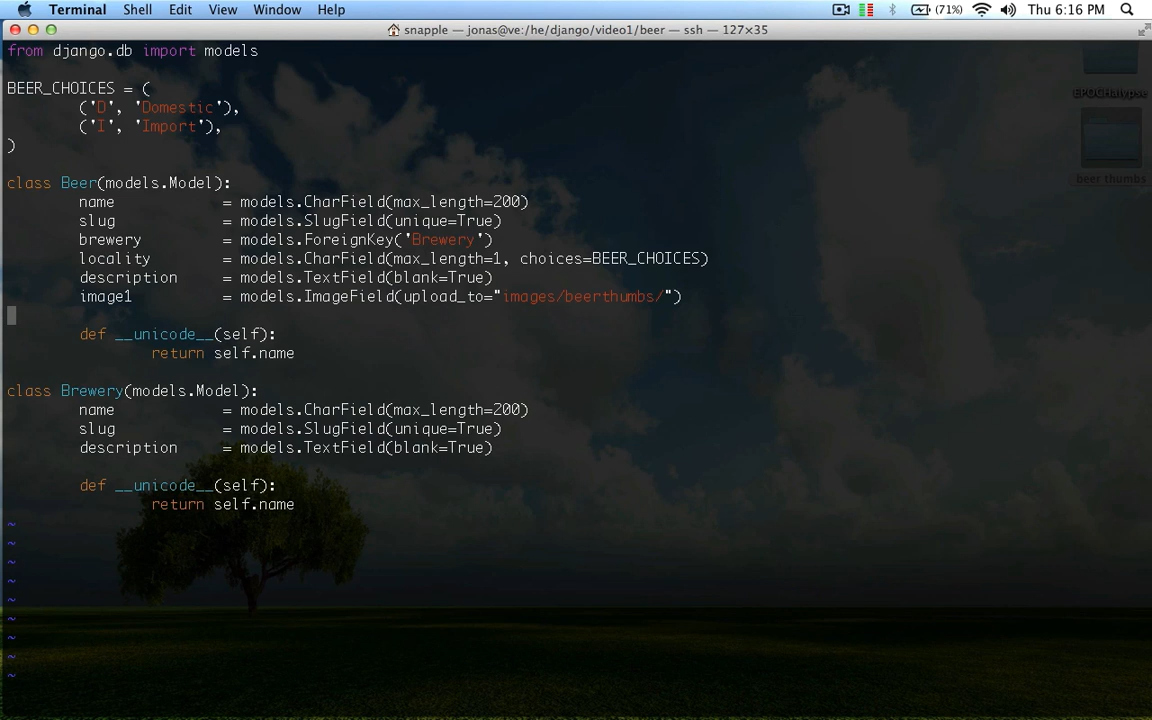 Terminal Shell Edit View Window Help (71%) Thu 6:16 PM
snapple — jonas@ve:/he/django/video1/beer — ssh — 127×35
from django.db import models
BEER_CHOICES = (
('D', 'Domestic'),
('I', 'Import'),
)
class Beer(models.Model):
name = models.CharField(max_length=200)
slug = models.SlugField(unique=True)
brewery = models.ForeignKey('Brewery')
locality = models.CharField(max_length=1, choices=BEER_CHOICES)
description = models.TextField(blank=True)
image1 = models.ImageField(upload_to="images/beerthumbs/")
def __unicode__(self):
return self.name
class Brewery(models.Model):
name = models.CharField(max_length=200)
slug = models.SlugField(unique=True)
description = models.TextField(blank=True)
def __unicode__(self):
return self.name
~
~
~
~
~
~
~
~
~
EPOCHalypse
beer thumbs